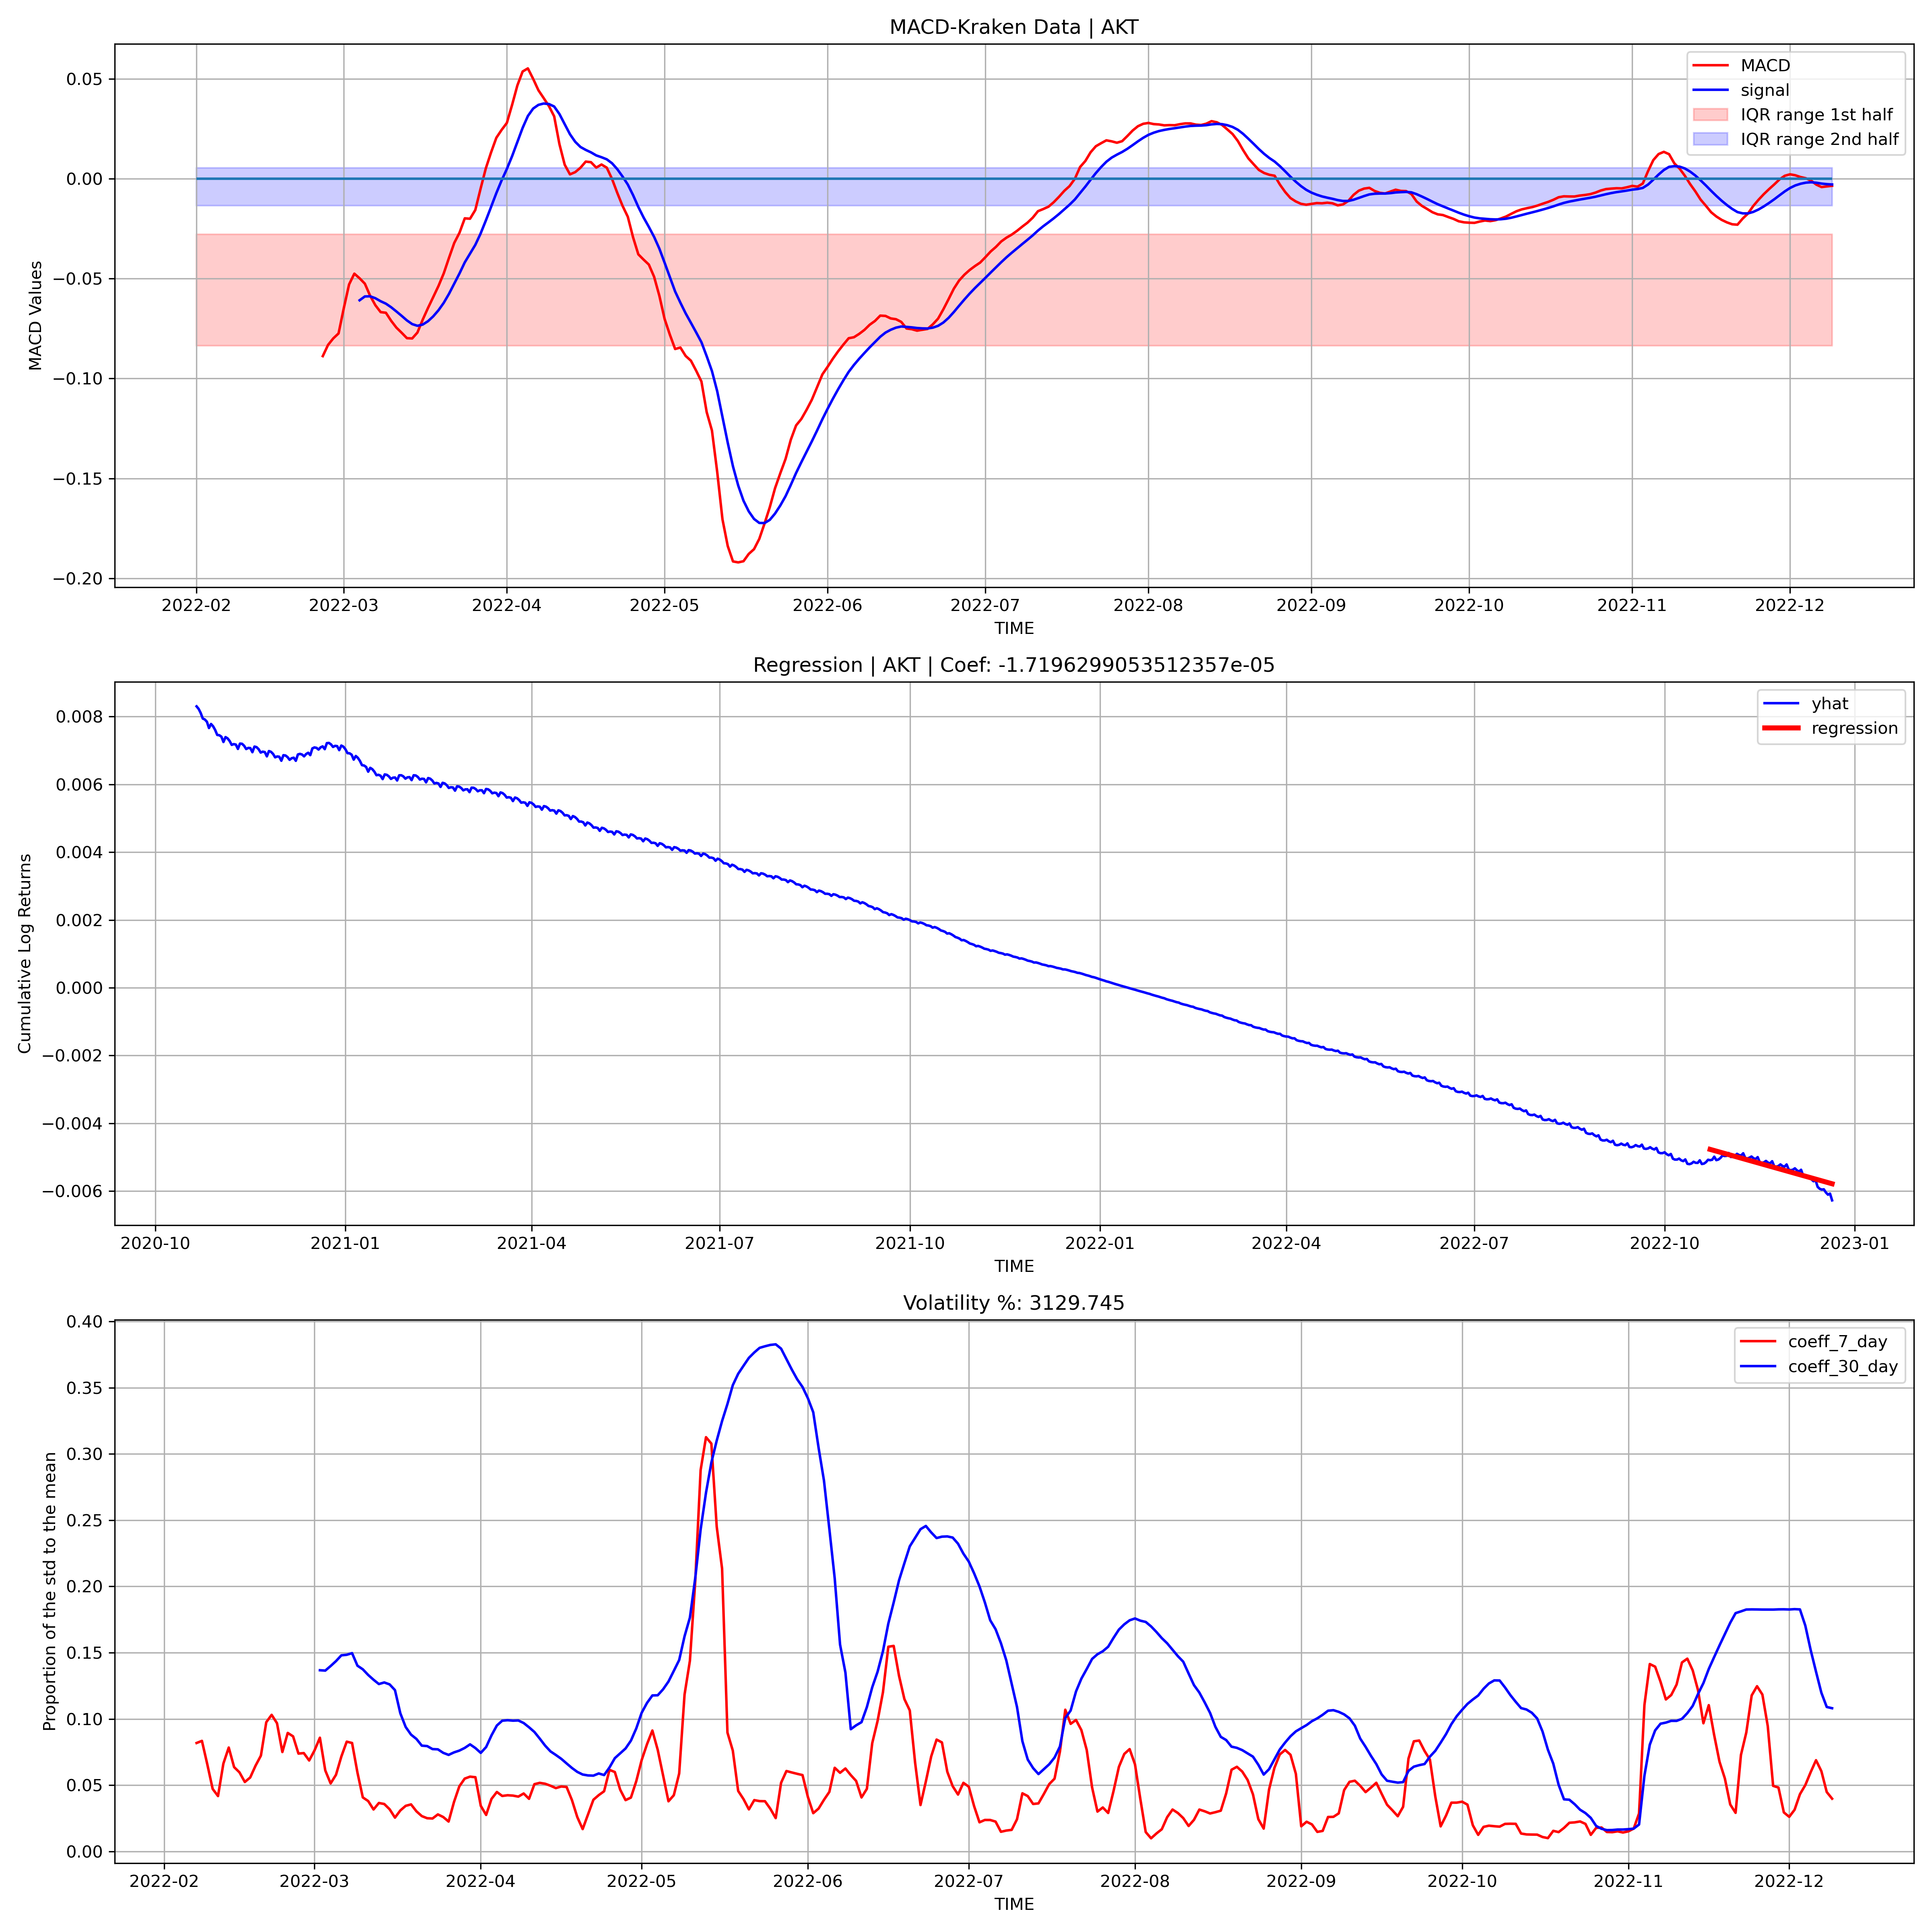 MACD-Kraken Data | AKT
MACD Values
0.05
0.00
−0.05
−0.10
−0.15
−0.20
MACD
signal
IQR range 1st half
IQR range 2nd half
2022-02 2022-03 2022-04 2022-05 2022-06 2022-07 2022-08 2022-09 2022-10 2022-11 2022-12
TIME
Regression | AKT | Coef: -1.7196299053512357e-05
Cumulative Log Returns
0.008
0.006
0.004
0.002
0.000
−0.002
−0.004
−0.006
yhat
regression
2020-10 2021-01 2021-04 2021-07 2021-10 2022-01 2022-04 2022-07 2022-10 2023-01
TIME
Volatility %: 3129.745
Proportion of the std to the mean
0.40
0.35
0.30
0.25
0.20
0.15
0.10
0.05
0.00
coeff_7_day
coeff_30_day
2022-02 2022-03 2022-04 2022-05 2022-06 2022-07 2022-08 2022-09 2022-10 2022-11 2022-12
TIME